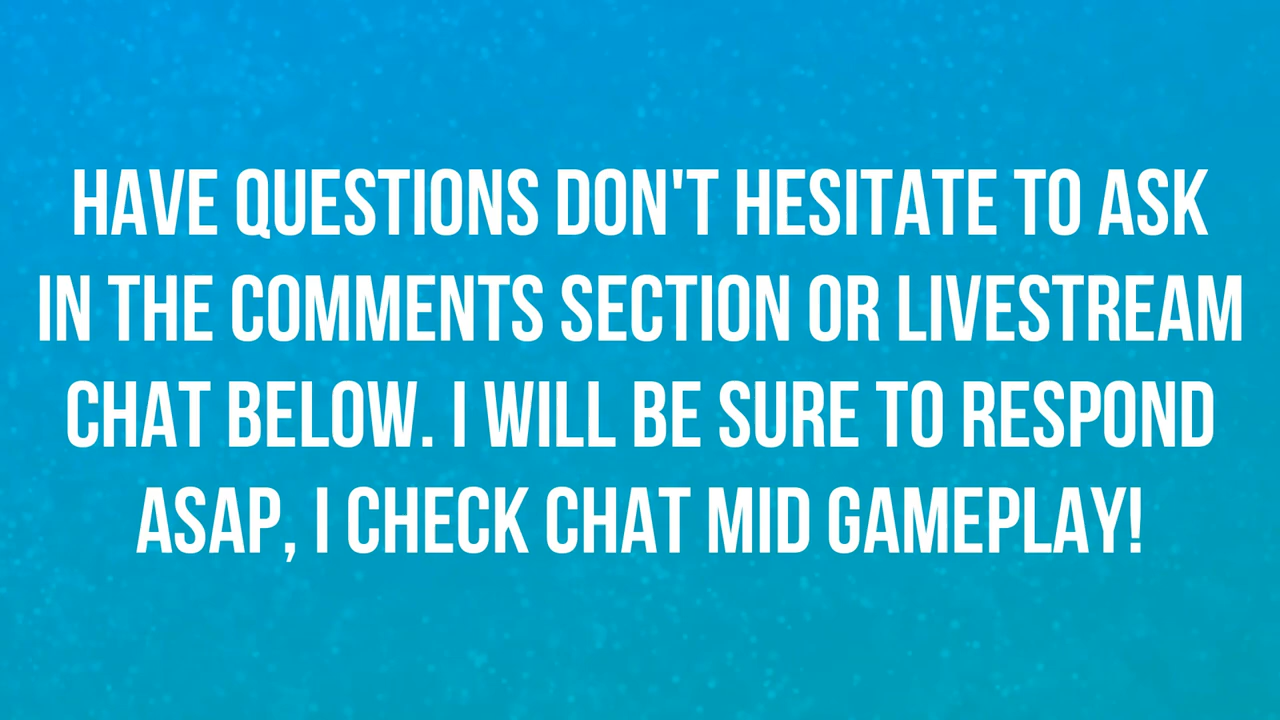 HAVE QUESTIONS DON'T HESITATE TO ASK
IN THE COMMENTS SECTION OR LIVESTREAM
CHAT BELOW. I WILL BE SURE TO RESPOND
ASAP, I CHECK CHAT MID GAMEPLAY!